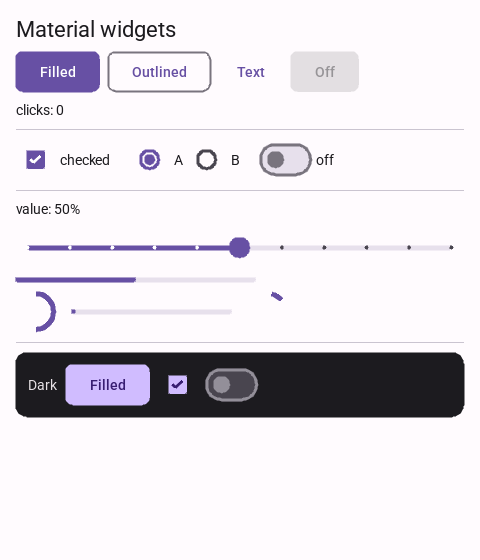 Material widgets
Filled Outlined Text Off
clicks: 0
checked A B off
value: 50%
Dark Filled